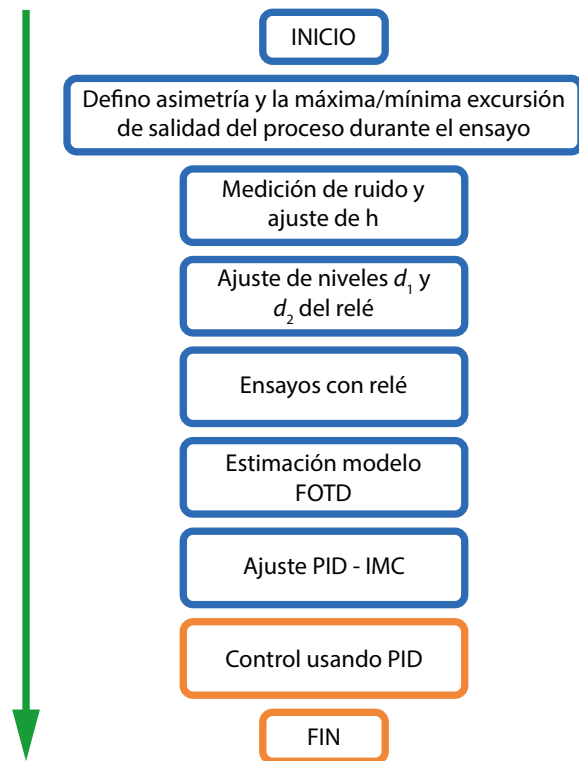 INICIO
Defino asimetría y la máxima/mínima excursión
de salidad del proceso durante el ensayo
Medición de ruido y
ajuste de h
Ajuste de niveles d₁ y
d₂ del relé
Ensayos con relé
Estimación modelo
FOTD
Ajuste PID - IMC
Control usando PID
FIN